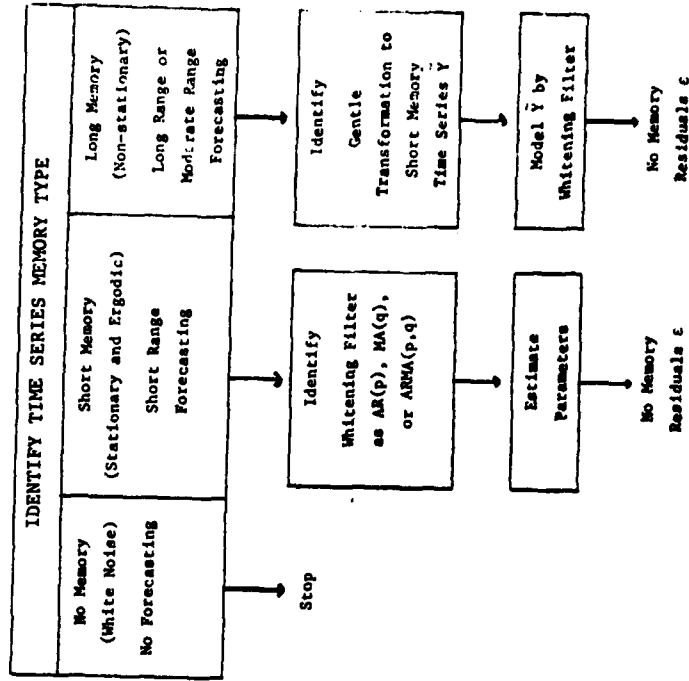 IDENTIFY TIME SERIES MEMORY TYPE
No Memory
(White Noise)
No Forecasting
Short Memory
(Stationary and Ergodic)
Short Range
Forecasting
Long Memory
(Non-stationary)
Long Range or
Moderate Range
Forecasting
Stop
Identify
Whitening Filter
as AR(p), MA(q),
or ARMA(p,q)
Identify
Gentle
Transformation to
Short Memory
Time Series Ỹ
Estimate
Parameters
Model Ỹ by
Whitening Filter
No Memory
Residuals ε
No Memory
Residuals ε